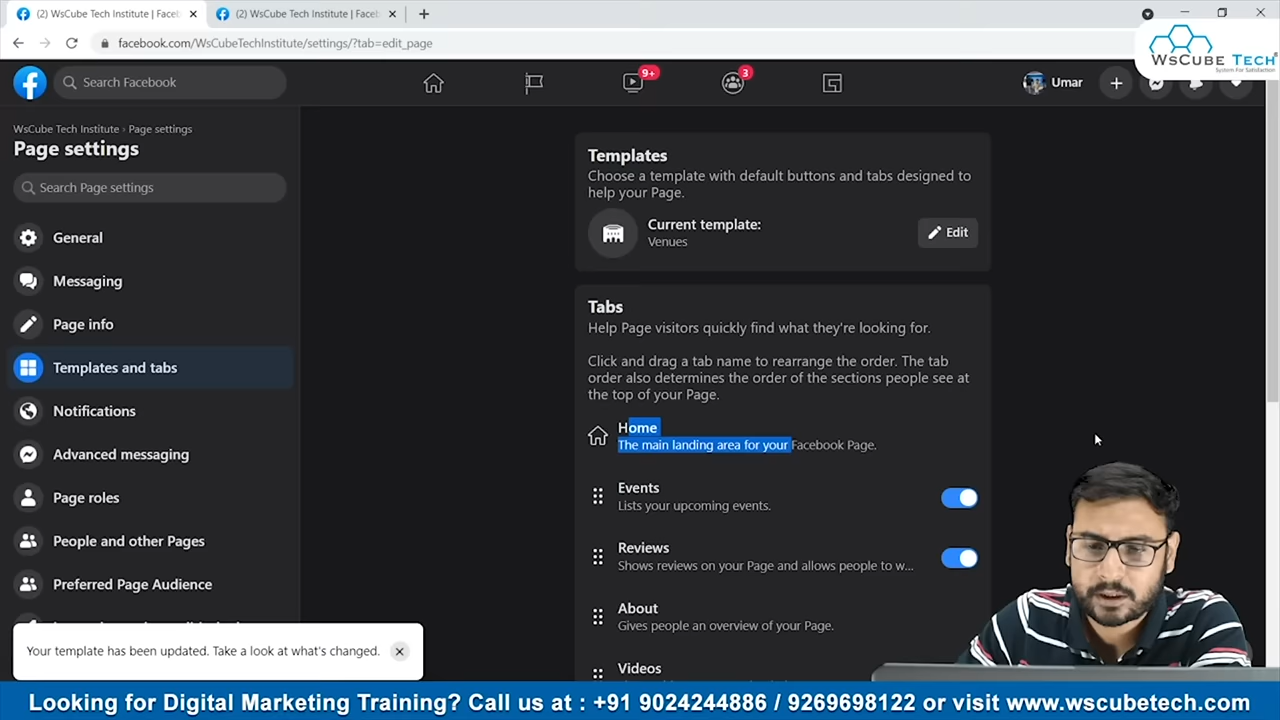 (2) WsCube Tech Institute | Faceb
(2) WsCube Tech Institute | Faceb
facebook.com/WsCubeTechInstitute/settings/?tab=edit_page
WSCUBE TECH
System For Satisfaction
Search Facebook
9+
3
Umar
WsCube Tech Institute › Page settings
Page settings
Search Page settings
General
Messaging
Page info
Templates and tabs
Notifications
Advanced messaging
Page roles
People and other Pages
Preferred Page Audience
Your template has been updated. Take a look at what's changed.
Templates
Choose a template with default buttons and tabs designed to
help your Page.
Current template:
Venues
Edit
Tabs
Help Page visitors quickly find what they're looking for.
Click and drag a tab name to rearrange the order. The tab
order also determines the order of the sections people see at
the top of your Page.
Home
The main landing area for your Facebook Page.
Events
Lists your upcoming events.
Reviews
Shows reviews on your Page and allows people to w...
About
Gives people an overview of your Page.
Videos
Looking for Digital Marketing Training? Call us at : +91 9024244886 / 9269698122 or visit www.wscubetech.com